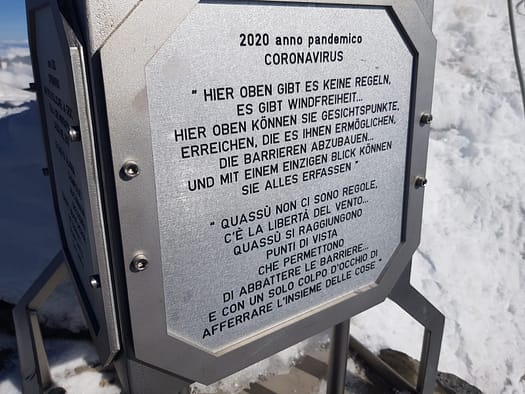 2020 anno pandemico
CORONAVIRUS
" HIER OBEN GIBT ES KEINE REGELN,
ES GIBT WINDFREIHEIT...
HIER OBEN KÖNNEN SIE GESICHTSPUNKTE,
ERREICHEN, DIE ES IHNEN ERMÖGLICHEN,
DIE BARRIEREN ABZUBAUEN...
UND MIT EINEM EINZIGEN BLICK KÖNNEN
SIE ALLES ERFASSEN "
" QUASSÙ NON CI SONO REGOLE,
C'È LA LIBERTÀ DEL VENTO...
QUASSÙ SI RAGGIUNGONO
PUNTI DI VISTA
CHE PERMETTONO
DI ABBATTERE LE BARRIERE...
E CON UN SOLO COLPO D'OCCHIO DI
AFFERRARE L'INSIEME DELLE COSE "